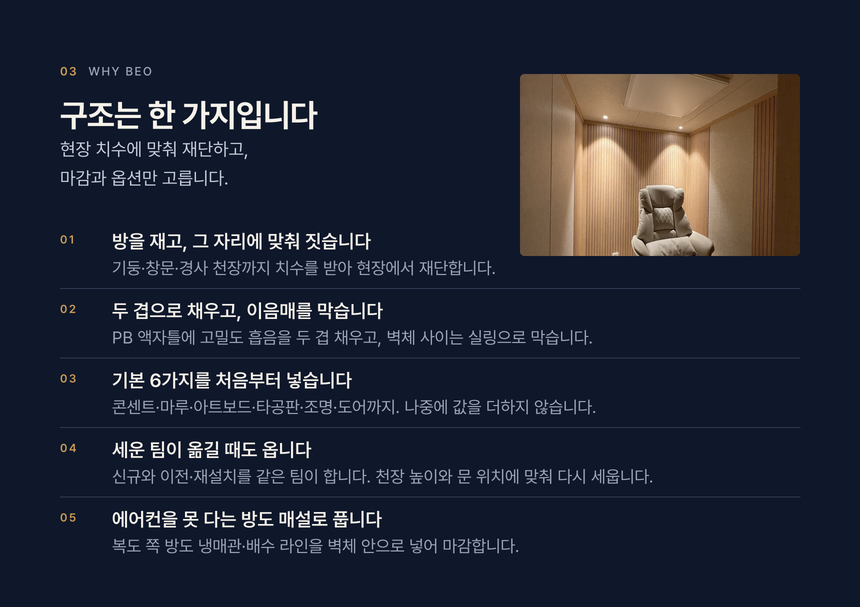 03 WHY BEO
구조는 한 가지입니다
현장 치수에 맞춰 재단하고,
마감과 옵션만 고릅니다.
01 방을 재고, 그 자리에 맞춰 짓습니다
기둥·창문·경사 천장까지 치수를 받아 현장에서 재단합니다.
02 두 겹으로 채우고, 이음매를 막습니다
PB 액자틀에 고밀도 흡음을 두 겹 채우고, 벽체 사이는 실링으로 막습니다.
03 기본 6가지를 처음부터 넣습니다
콘센트·마루·아트보드·타공판·조명·도어까지. 나중에 값을 더하지 않습니다.
04 세운 팀이 옮길 때도 옵니다
신규와 이전·재설치를 같은 팀이 합니다. 천장 높이와 문 위치에 맞춰 다시 세웁니다.
05 에어컨을 못 다는 방도 매설로 풉니다
복도 쪽 방도 냉매관·배수 라인을 벽체 안으로 넣어 마감합니다.